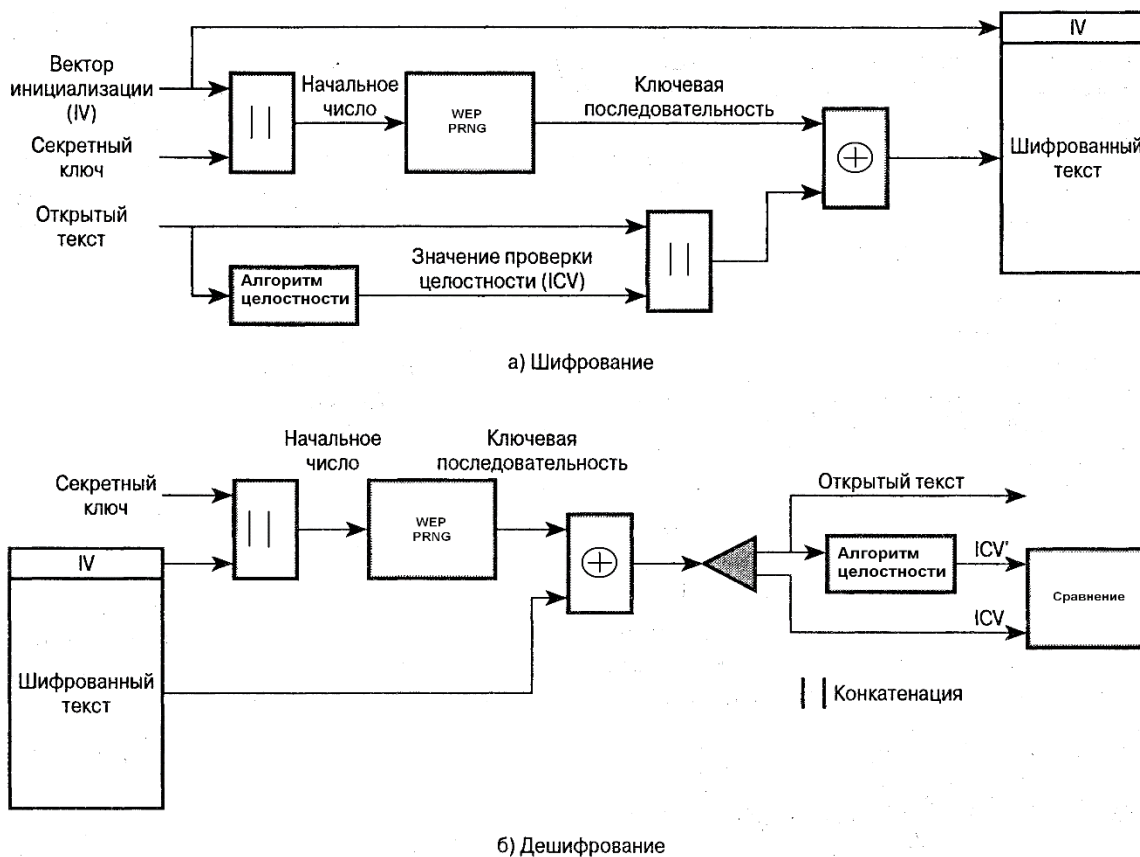 IV
Вектор
инициализации
(IV)
Начальное
число
WEP
PRNG
Ключевая
последовательность
Секретный
ключ
Шифрованный
текст
Открытый
текст
Значение проверки
целостности (ICV)
Алгоритм
целостности
а) Шифрование
Начальное
число
Ключевая
последовательность
Секретный
ключ
WEP
PRNG
Открытый текст
IV
Алгоритм
целостности
ICV'
Сравнение
ICV
Шифрованный
текст
| | Конкатенация
б) Дешифрование